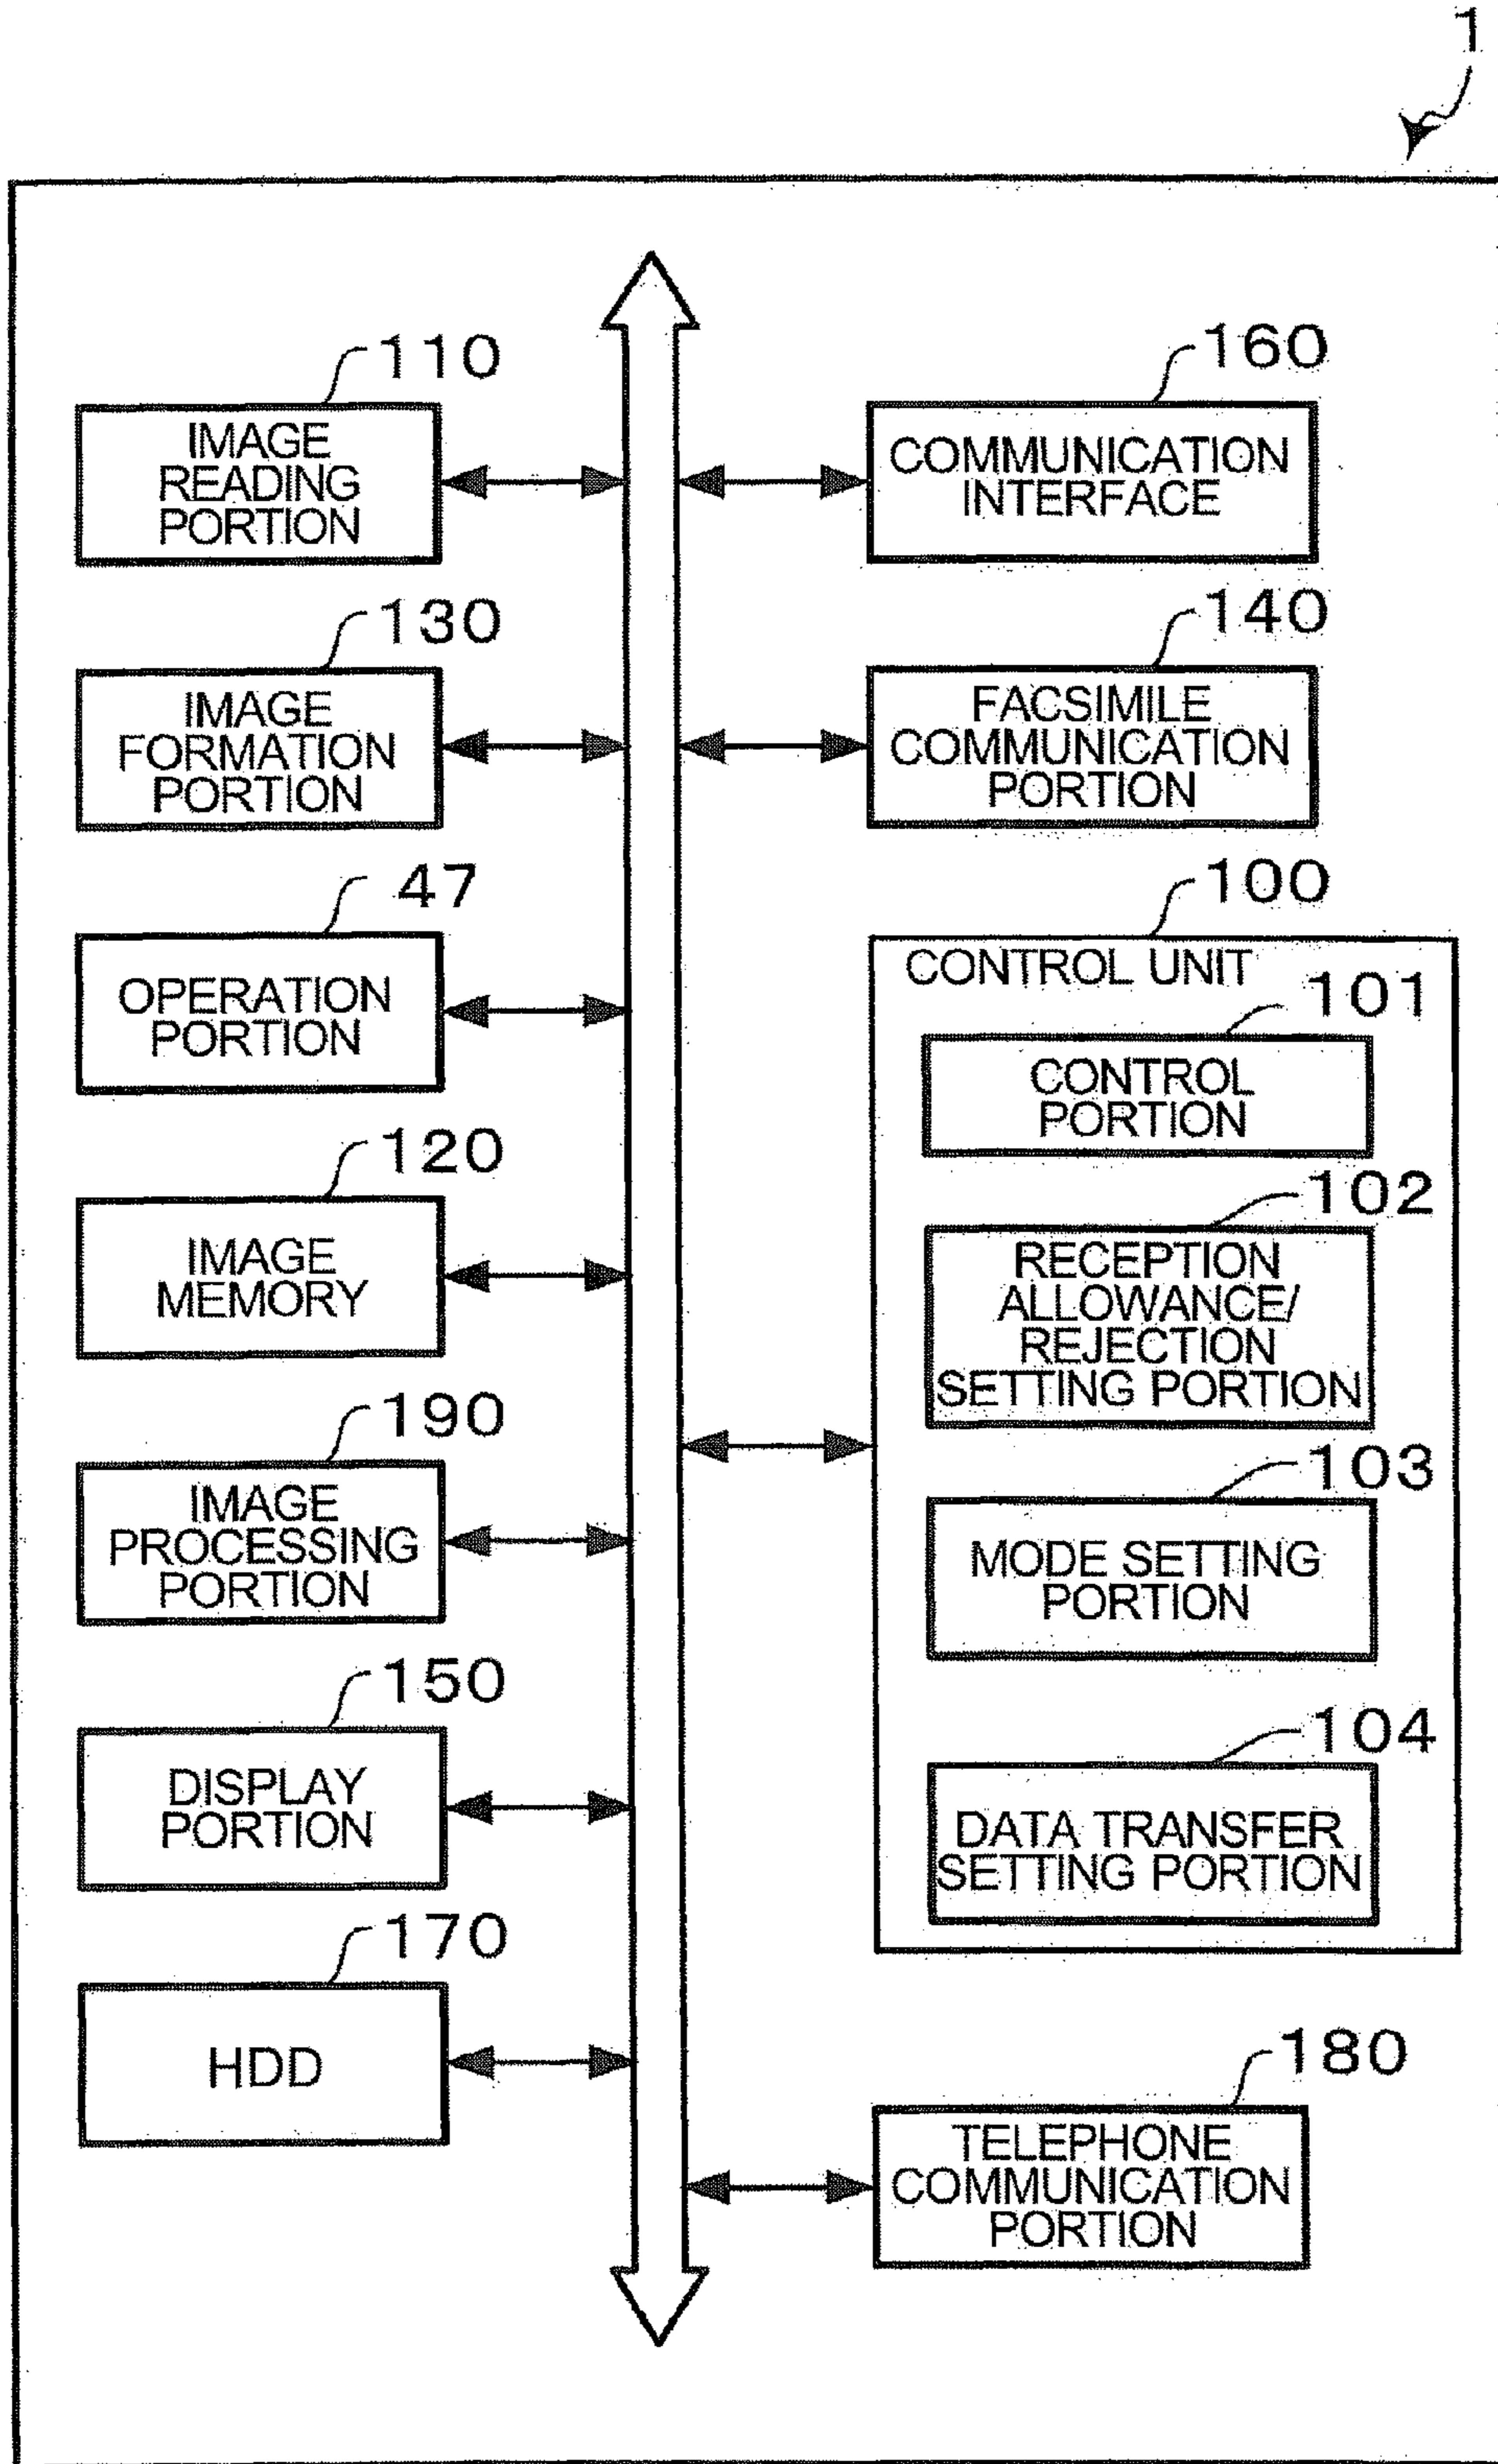 1
110
IMAGE
READING
PORTION
130
IMAGE
FORMATION
PORTION
47
OPERATION
PORTION
120
IMAGE
MEMORY
190
IMAGE
PROCESSING
PORTION
150
DISPLAY
PORTION
170
HDD
160
COMMUNICATION
INTERFACE
140
FACSIMILE
COMMUNICATION
PORTION
100
CONTROL UNIT
101
CONTROL
PORTION
102
RECEPTION
ALLOWANCE/
REJECTION
SETTING PORTION
103
MODE SETTING
PORTION
104
DATA TRANSFER
SETTING PORTION
180
TELEPHONE
COMMUNICATION
PORTION